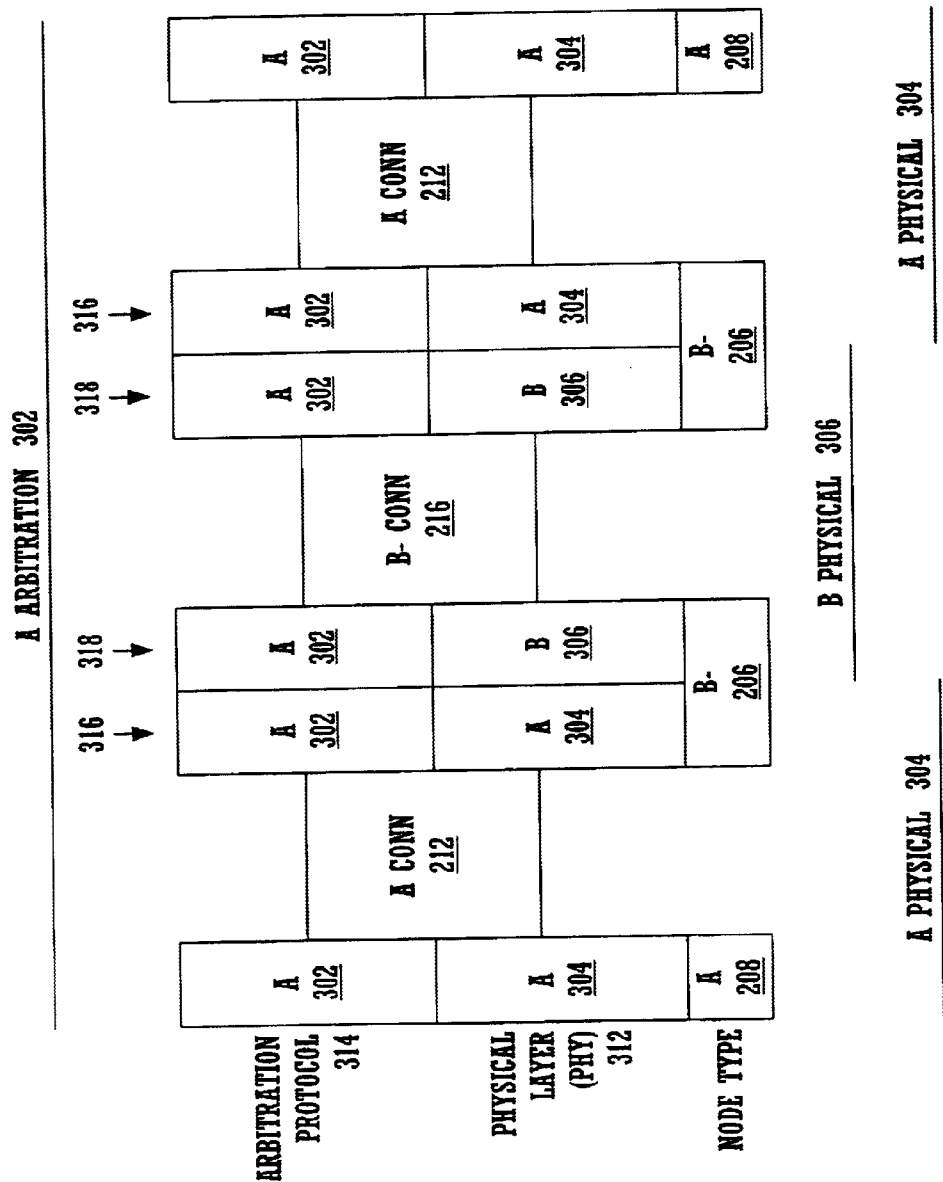 A ARBITRATION 302
316
318
318
316
ARBITRATION
PROTOCOL
314
A
302
A
302
A
302
A
302
A
302
A
302
A CONN
212
B- CONN
216
A CONN
212
PHYSICAL
LAYER
(PHY)
312
A
304
A
304
B
306
B
306
A
304
A
304
NODE TYPE
A
208
B-
206
B-
206
A
208
B PHYSICAL 306
A PHYSICAL 304
A PHYSICAL 304